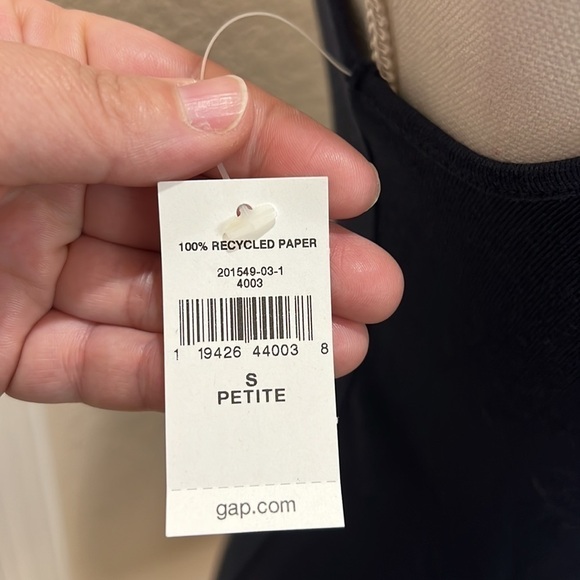 100% RECYCLED PAPER
201549-03-1
4003
1 19426 44003 8
S
PETITE
gap.com